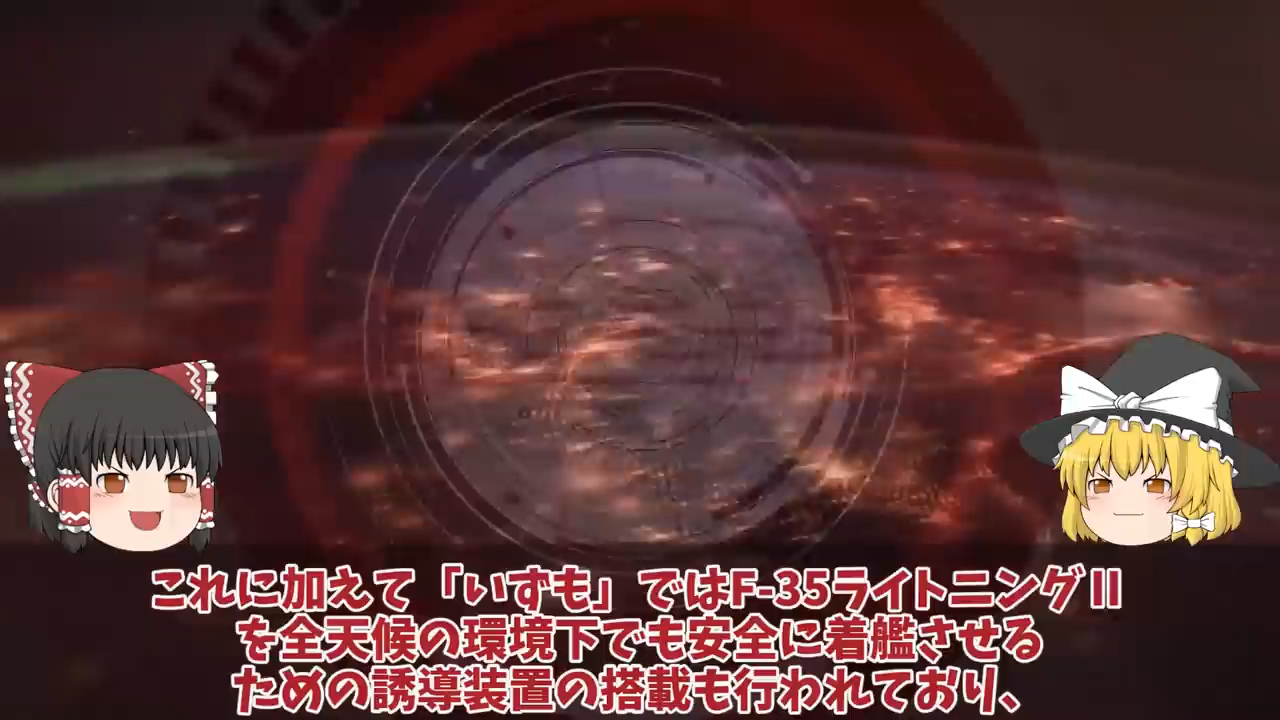 これに加えて「いずも」ではF-35ライトニングⅡ
を全天候の環境下でも安全に着艦させる
ための誘導装置の搭載も行われており、